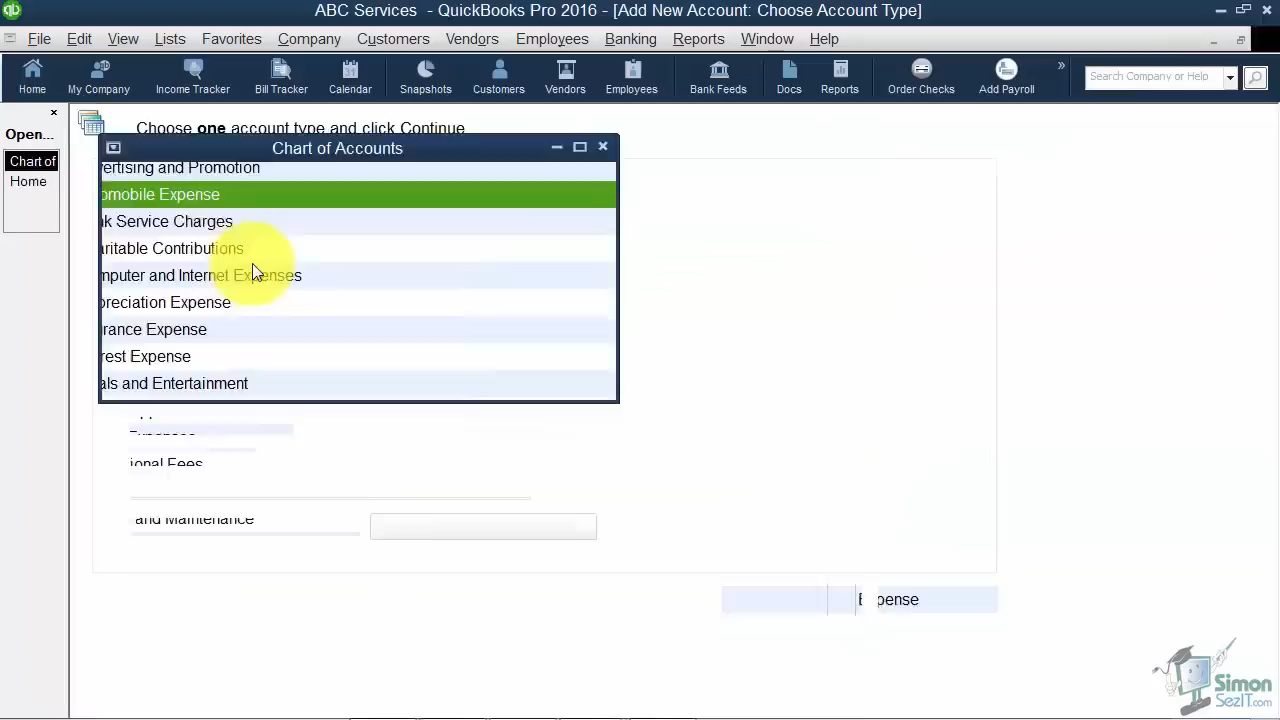 ABC Services - QuickBooks Pro 2016 - [Add New Account: Choose Account Type]
File Edit View Lists Favorites Company Customers Vendors Employees Banking Reports Window Help
Home My Company Income Tracker Bill Tracker Calendar Snapshots Customers Vendors Employees Bank Feeds Docs Reports Order Checks Add Payroll
Search Company or Help
Open...
Chart of
Home
Choose one account type and click Continue
Chart of Accounts
vertising and Promotion
omobile Expense
nk Service Charges
aritable Contributions
mputer and Internet Expenses
preciation Expense
urance Expense
rest Expense
als and Entertainment
ional Fees
and Maintenance
Expense
Simon
SezIT.com